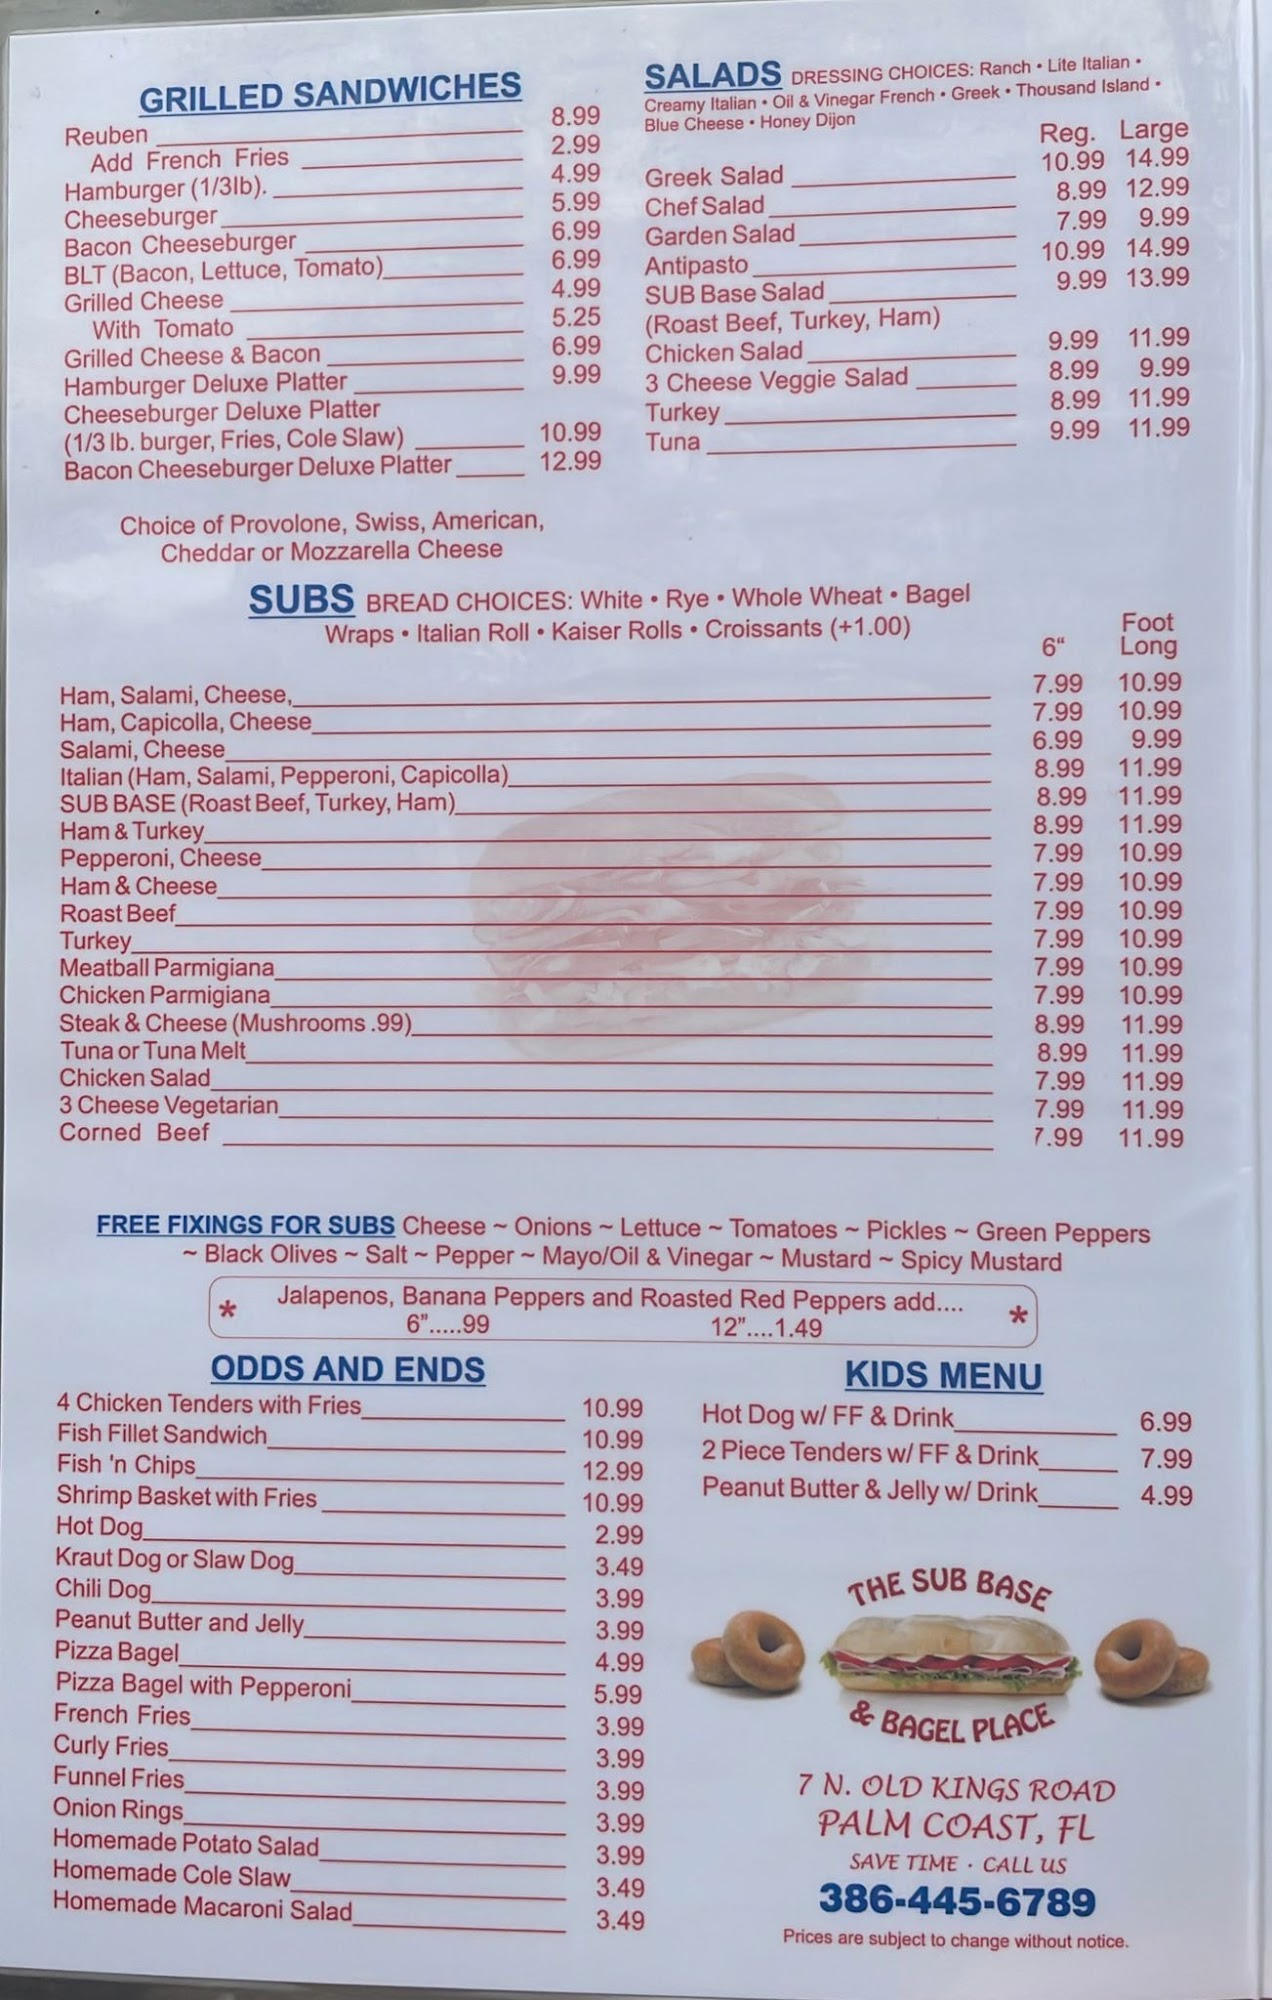 GRILLED SANDWICHES
Reuben 8.99
Add French Fries 2.99
Hamburger (1/3lb). 4.99
Cheeseburger 5.99
Bacon Cheeseburger 6.99
BLT (Bacon, Lettuce, Tomato) 6.99
Grilled Cheese 4.99
With Tomato 5.25
Grilled Cheese & Bacon 6.99
Hamburger Deluxe Platter 9.99
Cheeseburger Deluxe Platter
(1/3 lb. burger, Fries, Cole Slaw) 10.99
Bacon Cheeseburger Deluxe Platter 12.99
Choice of Provolone, Swiss, American,
Cheddar or Mozzarella Cheese
SALADS DRESSING CHOICES: Ranch • Lite Italian •
Creamy Italian • Oil & Vinegar French • Greek • Thousand Island •
Blue Cheese • Honey Dijon
Reg. Large
Greek Salad 10.99 14.99
Chef Salad 8.99 12.99
Garden Salad 7.99 9.99
Antipasto 10.99 14.99
SUB Base Salad 9.99 13.99
(Roast Beef, Turkey, Ham)
Chicken Salad 9.99 11.99
3 Cheese Veggie Salad 8.99 9.99
Turkey 8.99 11.99
Tuna 9.99 11.99
SUBS BREAD CHOICES: White • Rye • Whole Wheat • Bagel
Wraps • Italian Roll • Kaiser Rolls • Croissants (+1.00)
6“ Foot Long
Ham, Salami, Cheese, 7.99 10.99
Ham, Capicolla, Cheese 7.99 10.99
Salami, Cheese 6.99 9.99
Italian (Ham, Salami, Pepperoni, Capicolla) 8.99 11.99
SUB BASE (Roast Beef, Turkey, Ham) 8.99 11.99
Ham & Turkey 8.99 11.99
Pepperoni, Cheese 7.99 10.99
Ham & Cheese 7.99 10.99
Roast Beef 7.99 10.99
Turkey 7.99 10.99
Meatball Parmigiana 7.99 10.99
Chicken Parmigiana 7.99 10.99
Steak & Cheese (Mushrooms .99) 8.99 11.99
Tuna or Tuna Melt 8.99 11.99
Chicken Salad 7.99 11.99
3 Cheese Vegetarian 7.99 11.99
Corned Beef 7.99 11.99
FREE FIXINGS FOR SUBS Cheese ~ Onions ~ Lettuce ~ Tomatoes ~ Pickles ~ Green Peppers
~ Black Olives ~ Salt ~ Pepper ~ Mayo/Oil & Vinegar ~ Mustard ~ Spicy Mustard
* Jalapenos, Banana Peppers and Roasted Red Peppers add.... *
6”.....99 12”....1.49
ODDS AND ENDS
4 Chicken Tenders with Fries 10.99
Fish Fillet Sandwich 10.99
Fish 'n Chips 12.99
Shrimp Basket with Fries 10.99
Hot Dog 2.99
Kraut Dog or Slaw Dog 3.49
Chili Dog 3.99
Peanut Butter and Jelly 3.99
Pizza Bagel 4.99
Pizza Bagel with Pepperoni 5.99
French Fries 3.99
Curly Fries 3.99
Funnel Fries 3.99
Onion Rings 3.99
Homemade Potato Salad 3.99
Homemade Cole Slaw 3.49
Homemade Macaroni Salad 3.49
KIDS MENU
Hot Dog w/ FF & Drink 6.99
2 Piece Tenders w/ FF & Drink 7.99
Peanut Butter & Jelly w/ Drink 4.99
THE SUB BASE
& BAGEL PLACE
7 N. OLD KINGS ROAD
PALM COAST, FL
SAVE TIME · CALL US
386-445-6789
Prices are subject to change without notice.